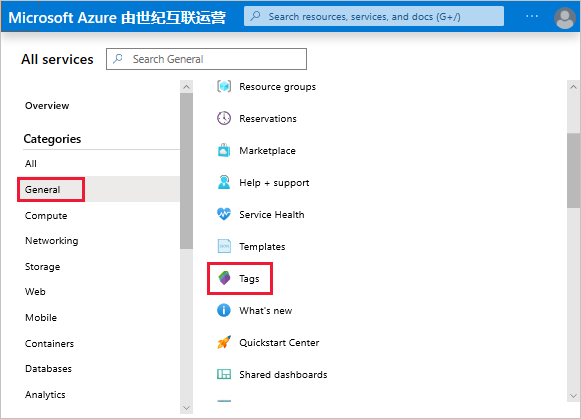 Microsoft Azure 由世纪互联运营
Search resources, services, and docs (G+/)
All services
Search General
Overview
Categories
All
General
Compute
Networking
Storage
Web
Mobile
Containers
Databases
Analytics
Resource groups
Reservations
Marketplace
Help + support
Service Health
Templates
Tags
What's new
Quickstart Center
Shared dashboards